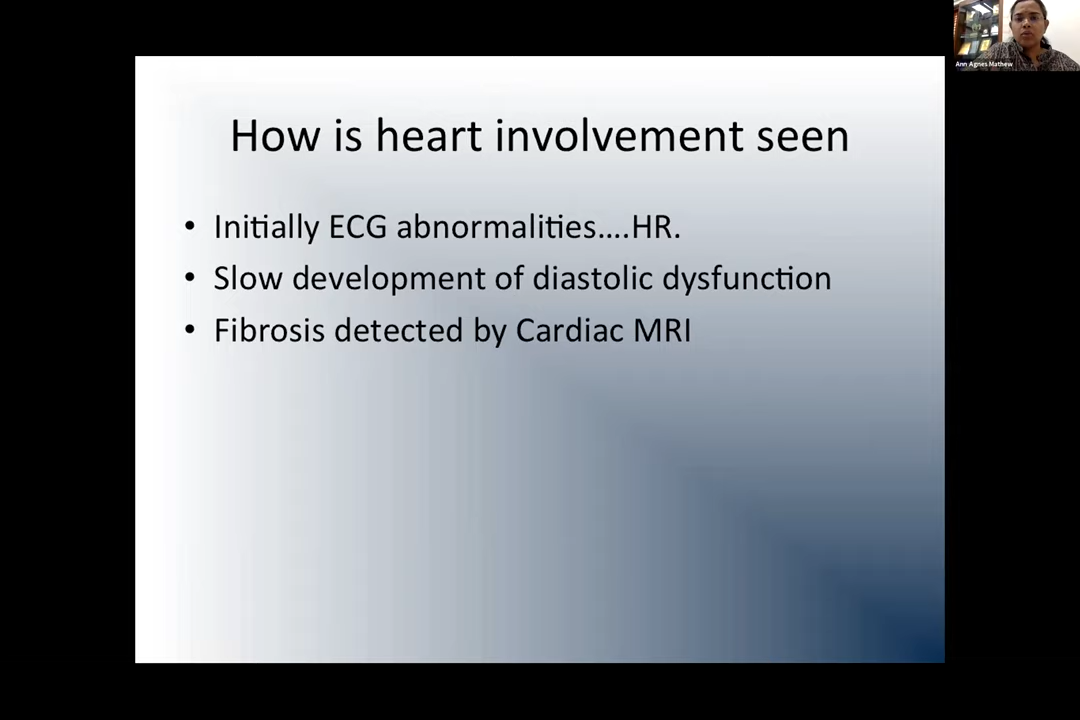 Ann Agnes Mathew
How is heart involvement seen
• Initially ECG abnormalities....HR.
• Slow development of diastolic dysfunction
• Fibrosis detected by Cardiac MRI